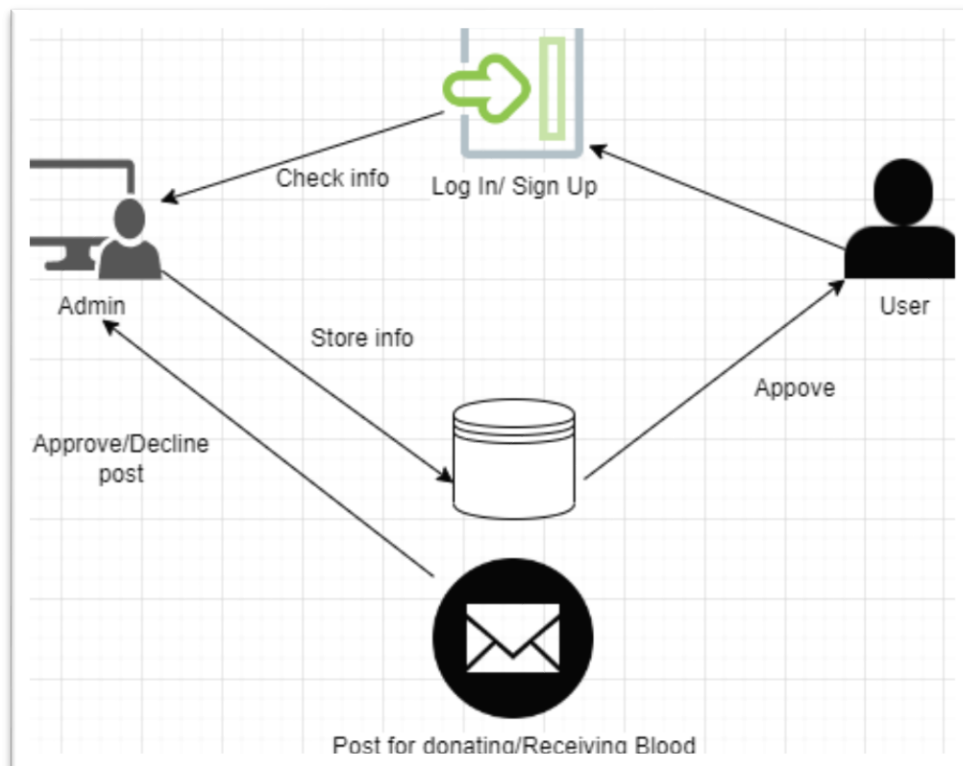 Check info
Log In/ Sign Up
Admin
User
Store info
Appove
Approve/Decline
post
Post for donating/Receiving Blood